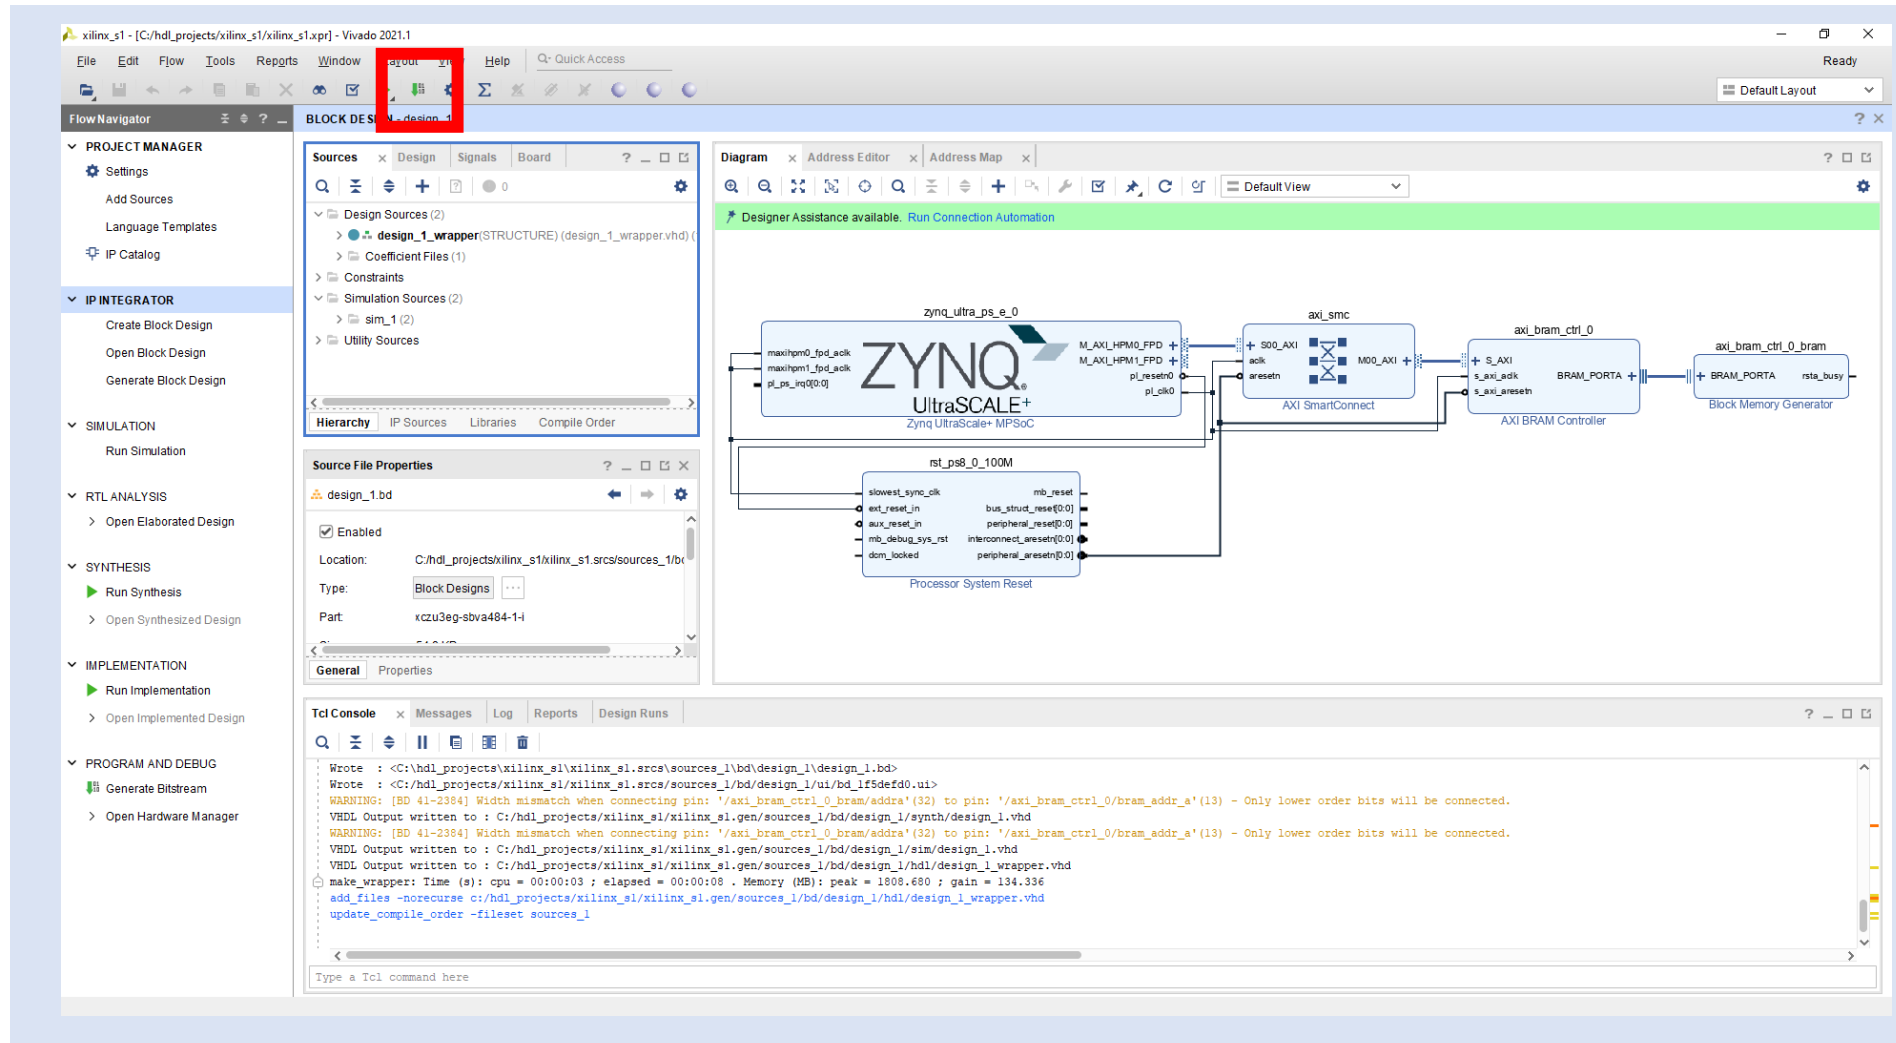 xilinx_s1 - [C:/hdl_projects/xilinx_s1/xilinx_s1.xpr] - Vivado 2021.1
File Edit Flow Tools Reports Window Layout View Help Quick Access Ready
Default Layout
Flow Navigator
PROJECT MANAGER
Settings
Add Sources
Language Templates
IP Catalog
IP INTEGRATOR
Create Block Design
Open Block Design
Generate Block Design
SIMULATION
Run Simulation
RTL ANALYSIS
Open Elaborated Design
SYNTHESIS
Run Synthesis
Open Synthesized Design
IMPLEMENTATION
Run Implementation
Open Implemented Design
PROGRAM AND DEBUG
Generate Bitstream
Open Hardware Manager
BLOCK DESIGN - design_1
Sources Design Signals Board
0
Design Sources (2)
design_1_wrapper(STRUCTURE) (design_1_wrapper.vhd) (
Coefficient Files (1)
Constraints
Simulation Sources (2)
sim_1 (2)
Utility Sources
Hierarchy IP Sources Libraries Compile Order
Source File Properties
design_1.bd
Enabled
Location: C:/hdl_projects/xilinx_s1/xilinx_s1.srcs/sources_1/b
Type: Block Designs
Part: xczu3eg-sbva484-1-i
General Properties
Diagram Address Editor Address Map
Default View
Designer Assistance available. Run Connection Automation
zynq_ultra_ps_e_0
maxihpm0_fpd_aclk
maxihpm1_fpd_aclk
pl_ps_irq0[0:0]
ZYNQ
UltraSCALE+
M_AXI_HPM0_FPD
M_AXI_HPM1_FPD
pl_resetn0
pl_clk0
Zynq UltraScale+ MPSoC
axi_smc
S00_AXI
aclk
aresetn
M00_AXI
AXI SmartConnect
axi_bram_ctrl_0
S_AXI
s_axi_aclk
s_axi_aresetn
BRAM_PORTA
AXI BRAM Controller
axi_bram_ctrl_0_bram
BRAM_PORTA rsta_busy
Block Memory Generator
rst_ps8_0_100M
slowest_sync_clk
ext_reset_in
aux_reset_in
mb_debug_sys_rst
dcm_locked
mb_reset
bus_struct_reset[0:0]
peripheral_reset[0:0]
interconnect_aresetn[0:0]
peripheral_aresetn[0:0]
Processor System Reset
Tcl Console Messages Log Reports Design Runs
Wrote : <C:\hdl_projects\xilinx_s1\xilinx_s1.srcs\sources_1\bd\design_1\design_1.bd>
Wrote : <C:/hdl_projects/xilinx_s1/xilinx_s1.srcs/sources_1/bd/design_1/ui/bd_1f5defd0.ui>
WARNING: [BD 41-2384] Width mismatch when connecting pin: '/axi_bram_ctrl_0_bram/addra'(32) to pin: '/axi_bram_ctrl_0/bram_addr_a'(13) - Only lower order bits will be connected.
VHDL Output written to : C:/hdl_projects/xilinx_s1/xilinx_s1.gen/sources_1/bd/design_1/synth/design_1.vhd
WARNING: [BD 41-2384] Width mismatch when connecting pin: '/axi_bram_ctrl_0_bram/addra'(32) to pin: '/axi_bram_ctrl_0/bram_addr_a'(13) - Only lower order bits will be connected.
VHDL Output written to : C:/hdl_projects/xilinx_s1/xilinx_s1.gen/sources_1/bd/design_1/sim/design_1.vhd
VHDL Output written to : C:/hdl_projects/xilinx_s1/xilinx_s1.gen/sources_1/bd/design_1/hdl/design_1_wrapper.vhd
make_wrapper: Time (s): cpu = 00:00:03 ; elapsed = 00:00:08 . Memory (MB): peak = 1808.680 ; gain = 134.336
add_files -norecurse c:/hdl_projects/xilinx_s1/xilinx_s1.gen/sources_1/bd/design_1/hdl/design_1_wrapper.vhd
update_compile_order -fileset sources_1
Type a Tcl command here